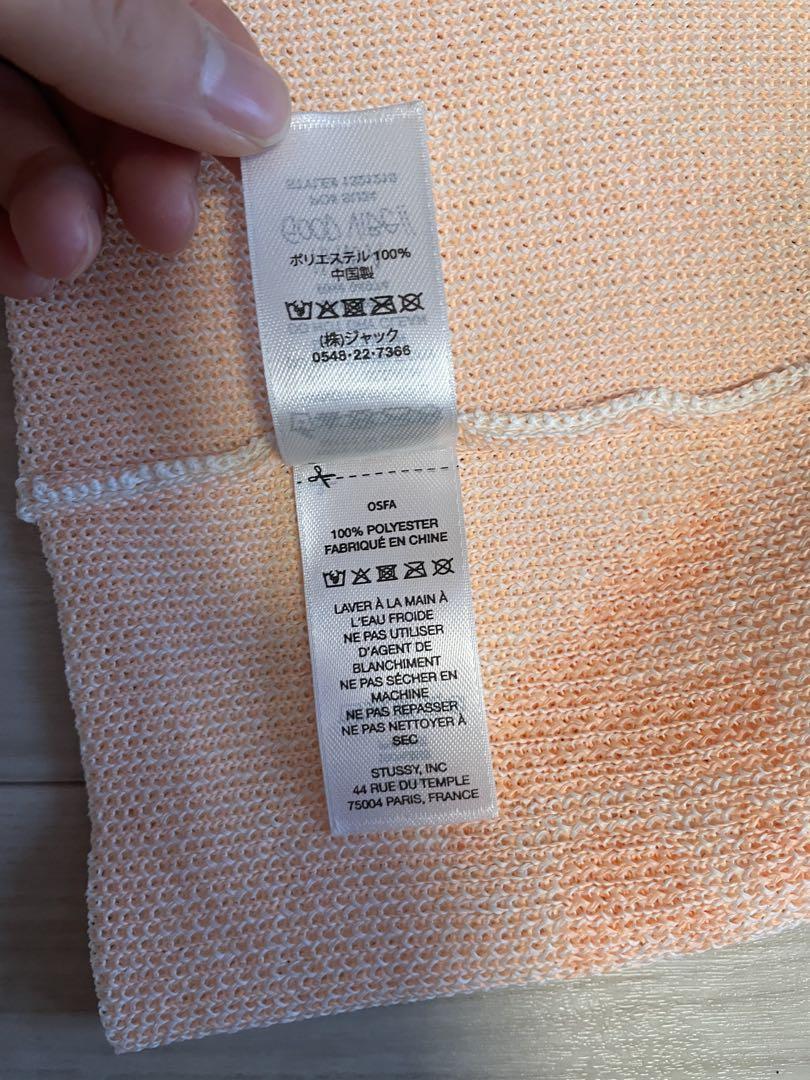 ポリエステル100%
中国製
(株)ジャック
0548・22・7366
OSFA
100% POLYESTER
FABRIQUÉ EN CHINE
LAVER À LA MAIN À
L'EAU FROIDE
NE PAS UTILISER
D'AGENT DE
BLANCHIMENT
NE PAS SÉCHER EN
MACHINE
NE PAS REPASSER
NE PAS NETTOYER À
SEC
STUSSY, INC
44 RUE DU TEMPLE
75004 PARIS, FRANCE